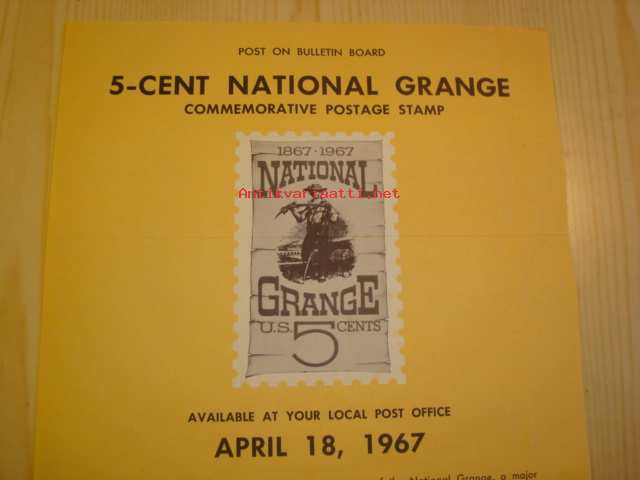 POST ON BULLETIN BOARD
5-CENT NATIONAL GRANGE
COMMEMORATIVE POSTAGE STAMP
1867·1967
NATIONAL
Antikvariaatti.net
GRANGE
U.S. 5 CENTS
AVAILABLE AT YOUR LOCAL POST OFFICE
APRIL 18, 1967
National Grange, a major